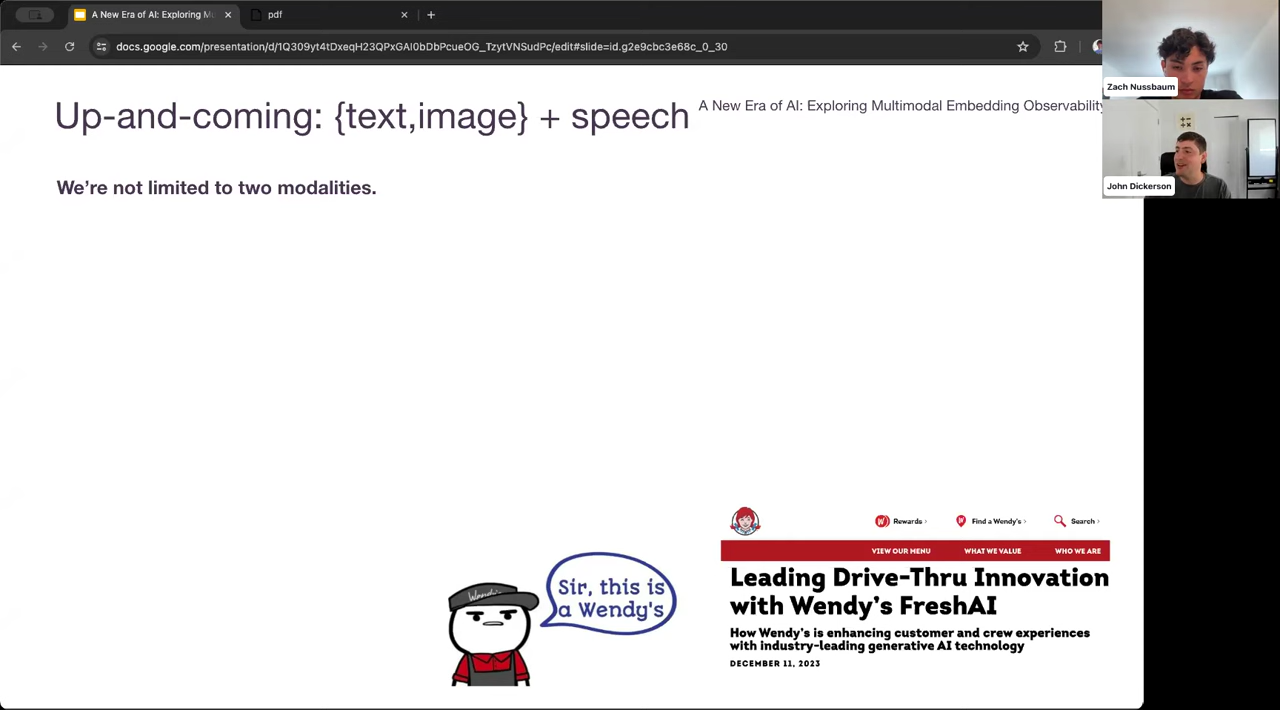 A New Era of AI: Exploring Mu
pdf
docs.google.com/presentation/d/1Q309yt4tDxeqH23QPxGAI0bDbPcueOG_TzytVNSudPc/edit#slide=id.g2e9cbc3e68c_0_30
Zach Nussbaum
John Dickerson
Up-and-coming: {text,image} + speech
A New Era of AI: Exploring Multimodal Embedding Observability
We're not limited to two modalities.
Rewards ›
Find a Wendy's ›
Search ›
VIEW OUR MENU
WHAT WE VALUE
WHO WE ARE
Leading Drive-Thru Innovation
with Wendy's FreshAI
How Wendy's is enhancing customer and crew experiences
with industry-leading generative AI technology
DECEMBER 11, 2023
Sir, this is
a Wendy's
Wendy's